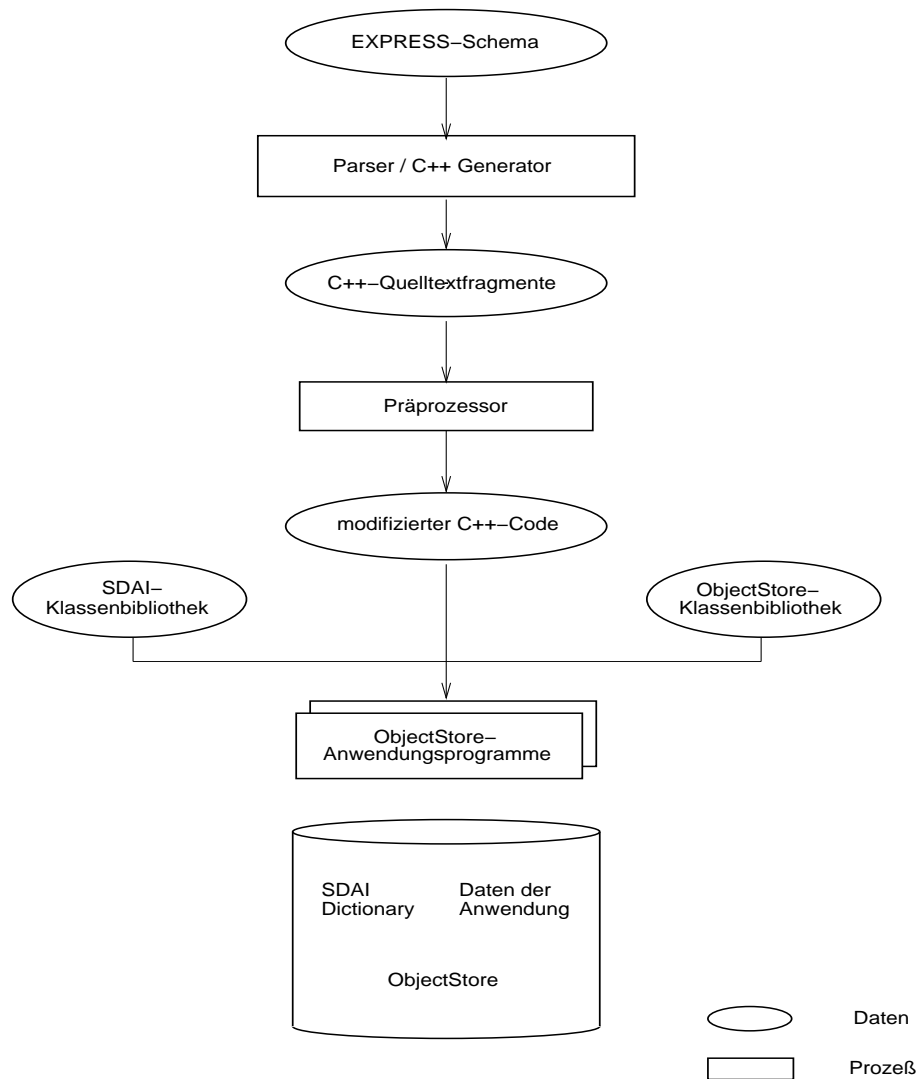 EXPRESS–Schema
Parser / C++ Generator
C++–Quelltextfragmente
Präprozessor
modifizierter C++–Code
SDAI–
Klassenbibliothek
ObjectStore–
Klassenbibliothek
ObjectStore–
Anwendungsprogramme
SDAI
Dictionary
Daten der
Anwendung
ObjectStore
Daten
Prozeß